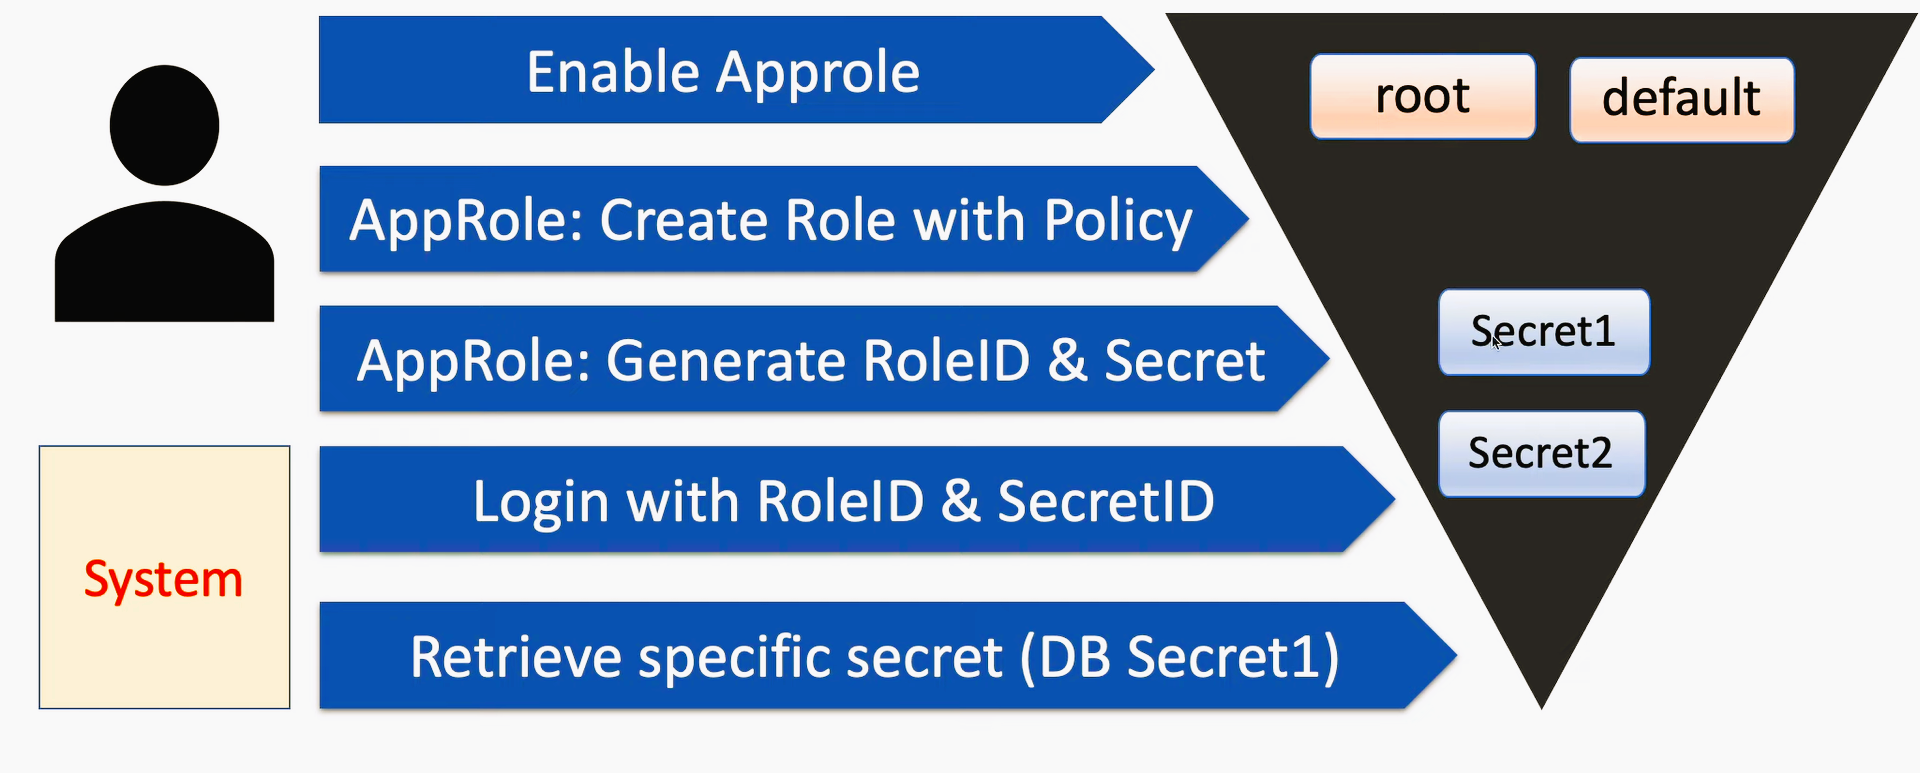 Enable Approle
root
default
AppRole: Create Role with Policy
AppRole: Generate RoleID & Secret
Secret1
Secret2
Login with RoleID & SecretID
System
Retrieve specific secret (DB Secret1)